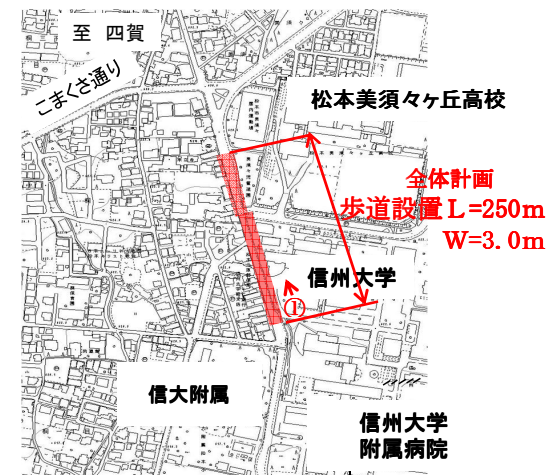 至 四賀
こまくさ通り
松本美須々ヶ丘高校
全体計画
歩道設置L=250m
W=3.0m
信州大学
①
信大附属
信州大学
附属病院